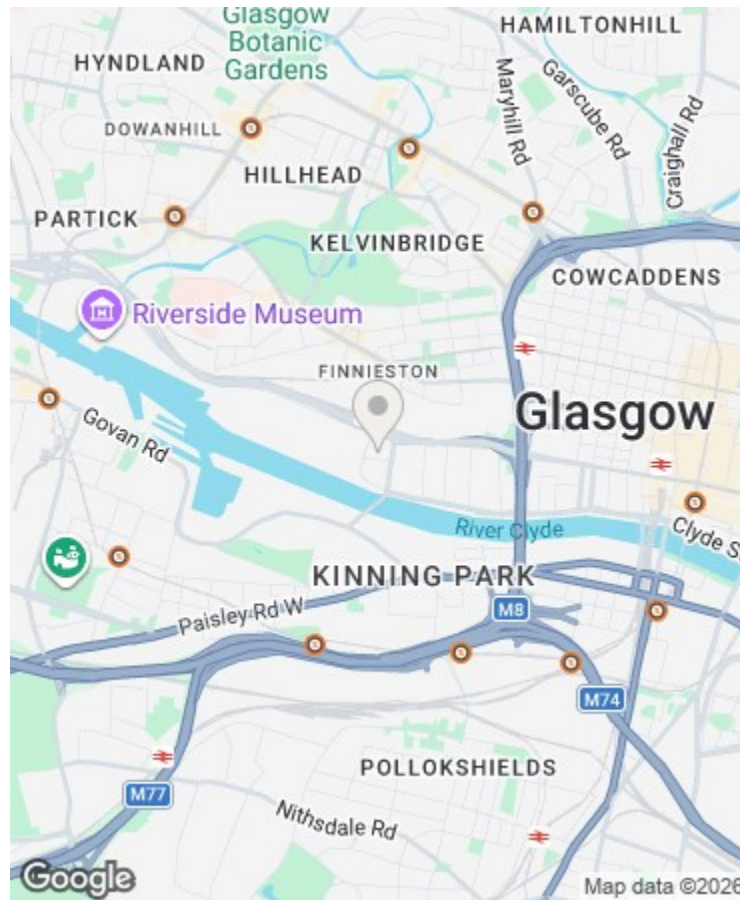 Glasgow
Botanic
Gardens
HAMILTONHILL
HYNDLAND
Maryhill Rd
Garscube Rd
Craighall Rd
DOWANHILL
HILLHEAD
PARTICK
KELVINBRIDGE
COWCADDENS
Riverside Museum
FINNIESTON
Glasgow
Govan Rd
River Clyde
Clyde S
KINNING PARK
M8
Paisley Rd W
M74
POLLOKSHIELDS
M77
Nithsdale Rd
Google
Map data ©2026